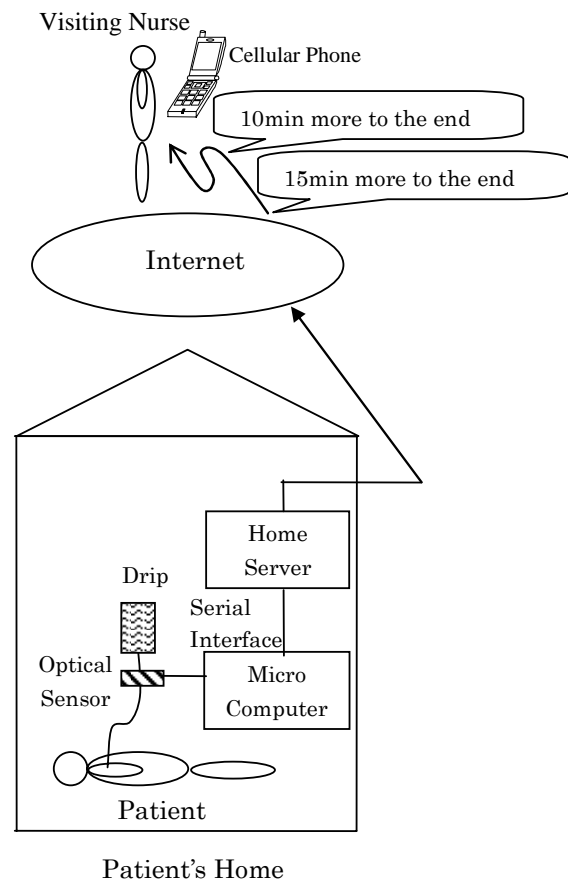 Visiting Nurse
Cellular Phone
10min more to the end
15min more to the end
Internet
Home
Server
Drip
Serial
Interface
Optical
Sensor
Micro
Computer
Patient
Patient's Home